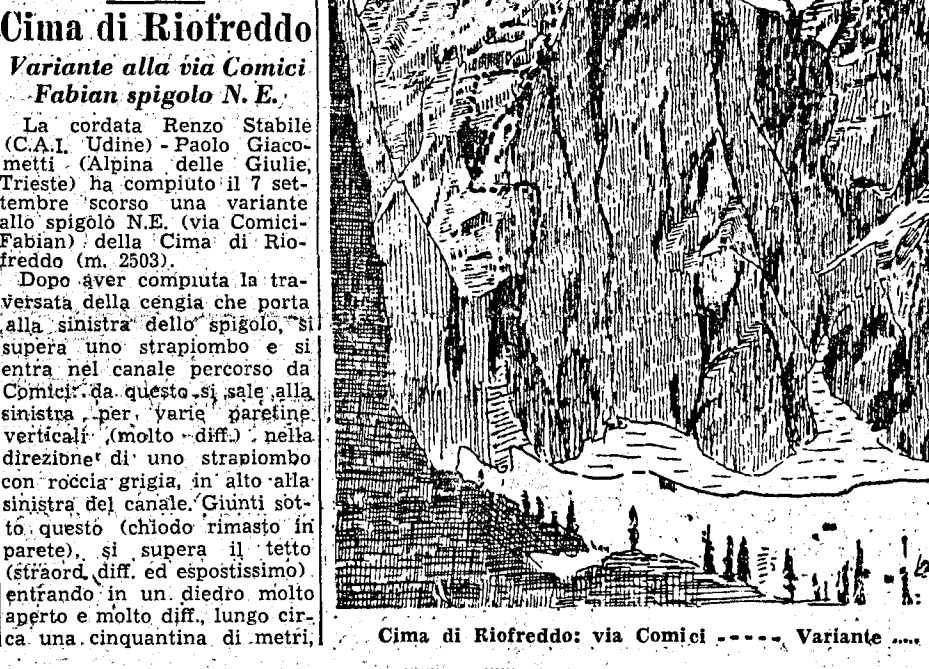 Cima di Riofreddo
Variante alla via Comici
Fabian spigolo N. E.
La cordata Renzo Stabile
(C.A.I. Udine) - Paolo Giaco-
metti (Alpina delle Giulie,
Trieste) ha compiuto il 7 set-
tembre scorso una variante
allo spigolo N.E. (via Comici-
Fabian) della Cima di Rio-
freddo (m. 2503).
Dopo aver compiuta la tra-
versata della cengia che porta
alla sinistra dello spigolo, si
supera uno strapiombo e si
entra nel canale percorso da
Comici: da questo si sale alla
sinistra per varie paretine
verticali (molto diff.) nella
direzione di uno strapiombo
con roccia grigia, in alto alla
sinistra del canale. Giunti sot-
to questo (chiodo rimasto in
parete), si supera il tetto
(straord. diff. ed espostissimo)
entrando in un diedro molto
aperto e molto diff., lungo cir-
ca una cinquantina di metri,
Cima di Riofreddo: via Comici ----- Variante .....